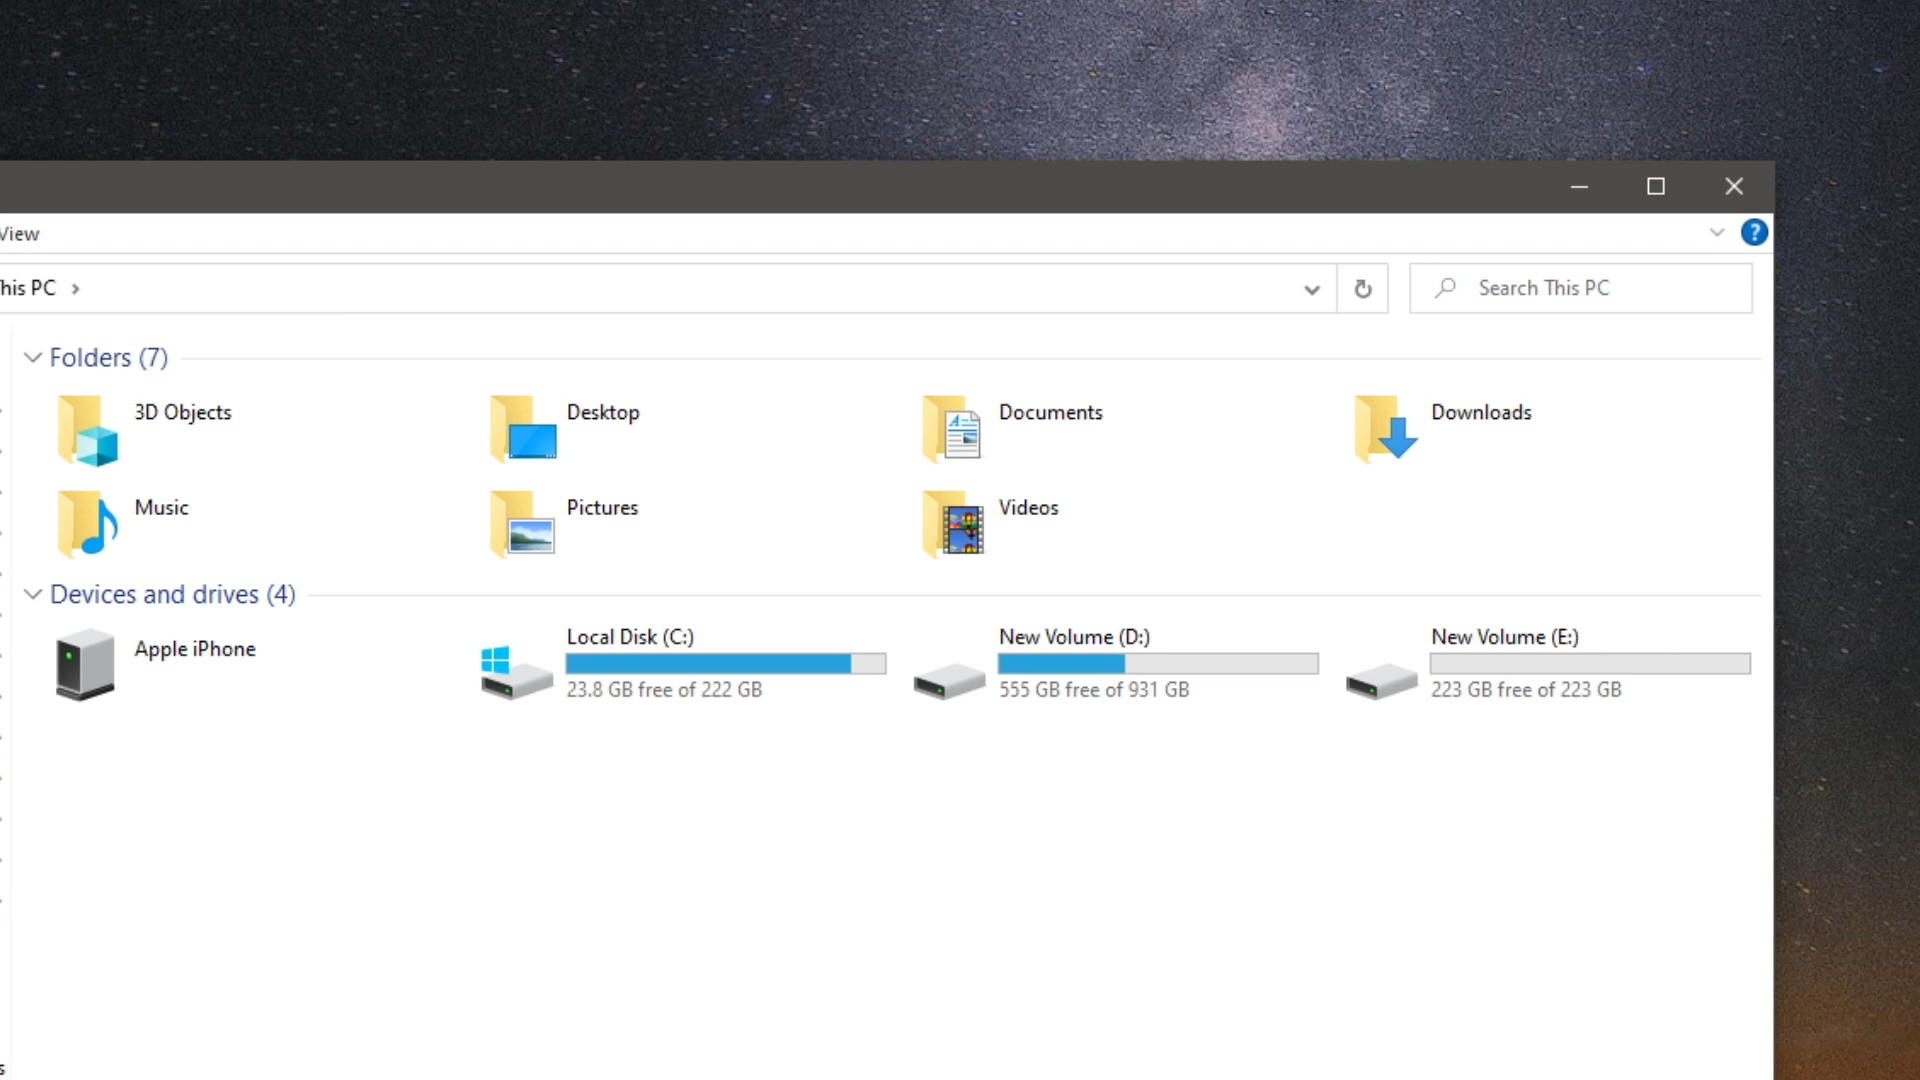 View
his PC
Search This PC
Folders (7)
3D Objects
Desktop
Documents
Downloads
Music
Pictures
Videos
Devices and drives (4)
Apple iPhone
Local Disk (C:)
23.8 GB free of 222 GB
New Volume (D:)
555 GB free of 931 GB
New Volume (E:)
223 GB free of 223 GB
s